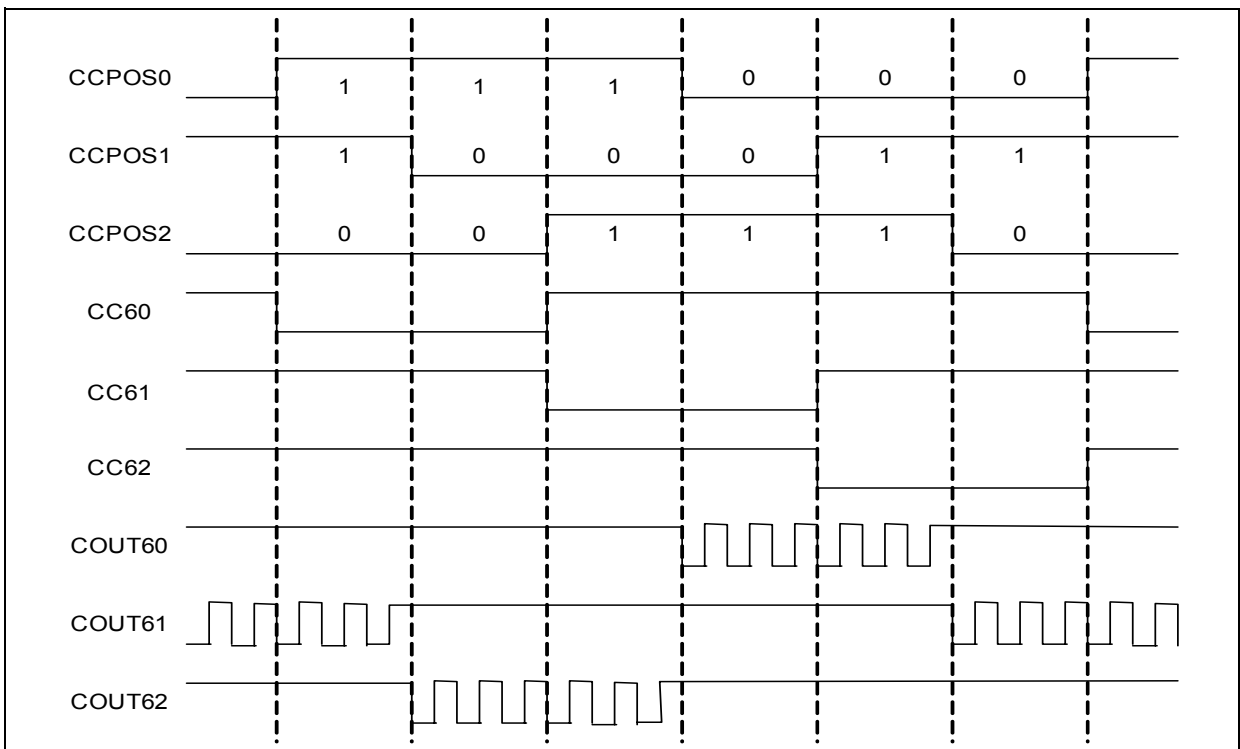 CCPOS0 1 1 1 0 0 0
CCPOS1 1 0 0 0 1 1
CCPOS2 0 0 1 1 1 0
CC60
CC61
CC62
COUT60
COUT61
COUT62